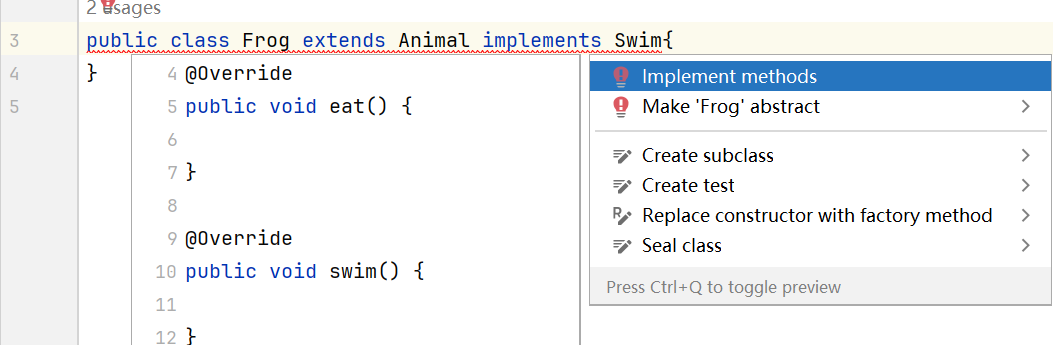 2 usages
3 public class Frog extends Animal implements Swim{
4 }
5
4 @Override
5 public void eat() {
6
7 }
8
9 @Override
10 public void swim() {
11
12 }
Implement methods
Make 'Frog' abstract
Create subclass
Create test
Replace constructor with factory method
Seal class
Press Ctrl+Q to toggle preview